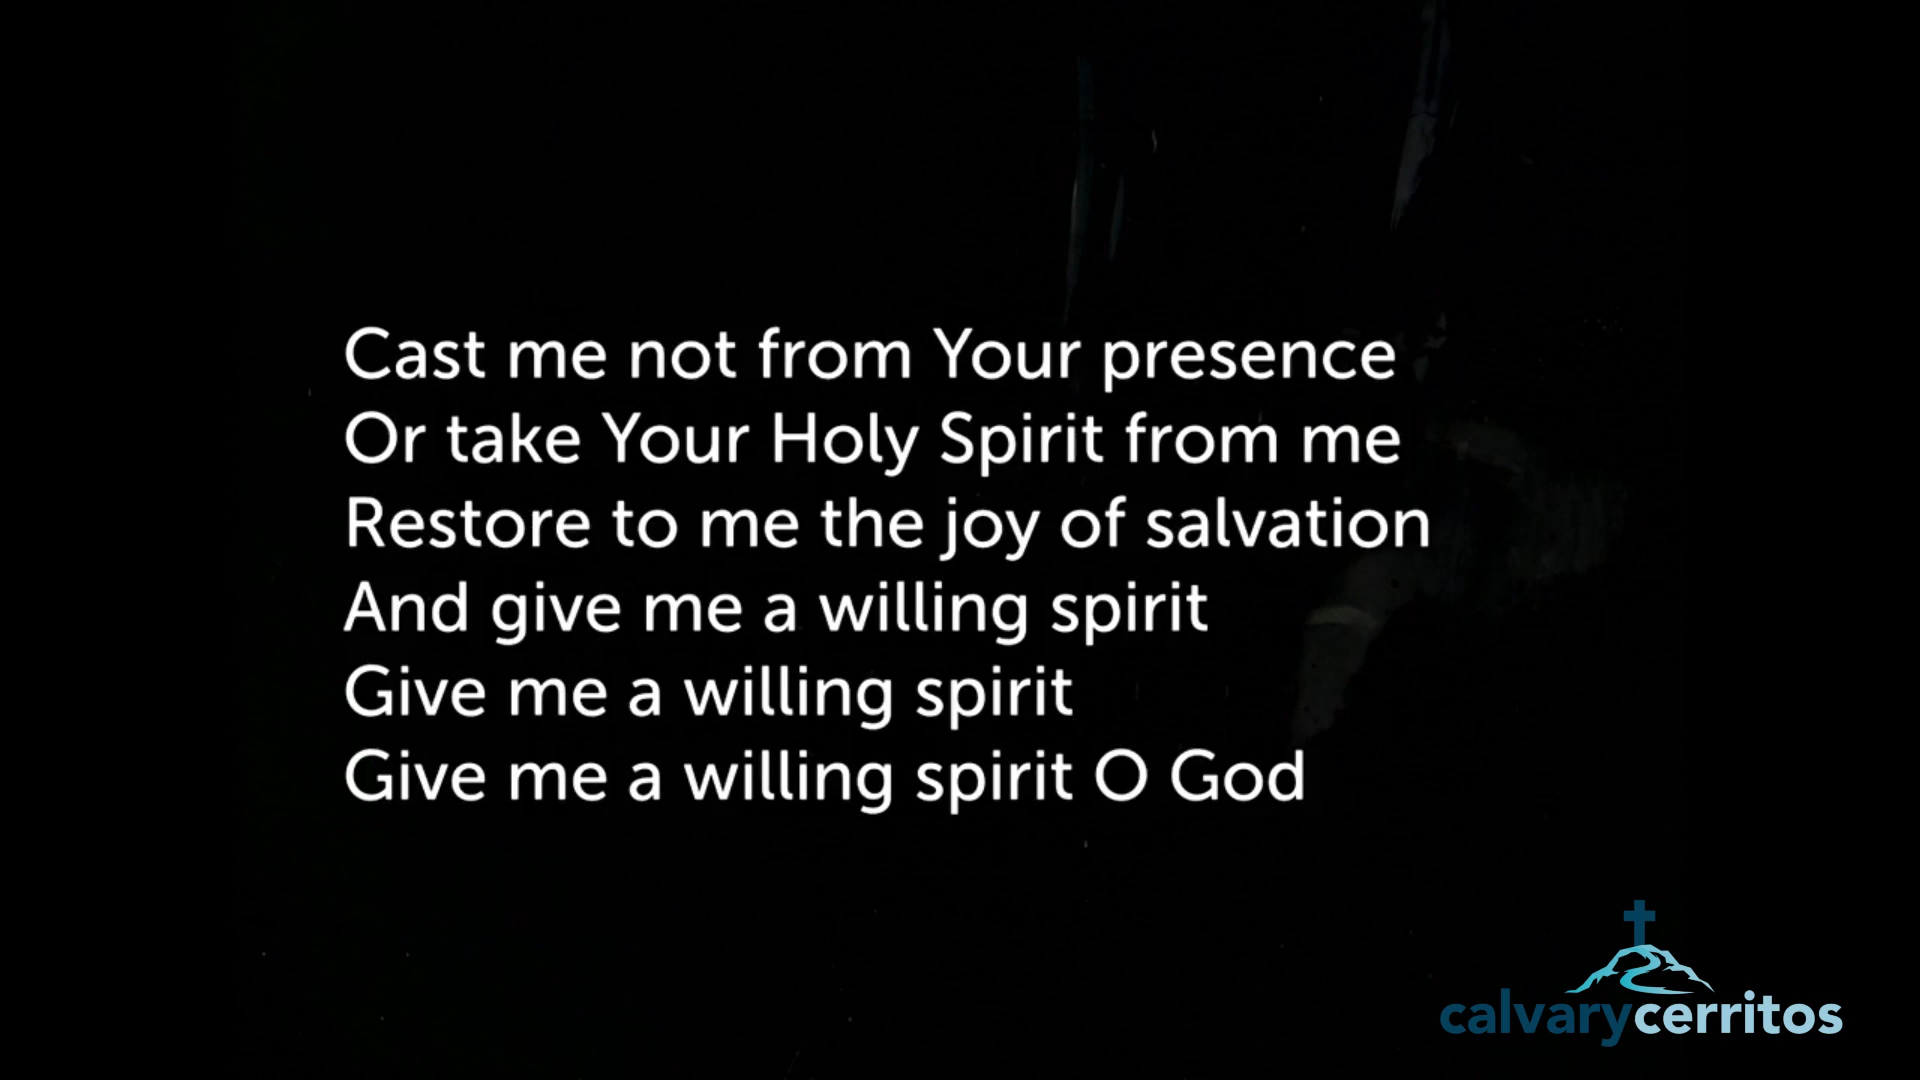 Cast me not from Your presence
Or take Your Holy Spirit from me
Restore to me the joy of salvation
And give me a willing spirit
Give me a willing spirit
Give me a willing spirit O God
calvarycerritos